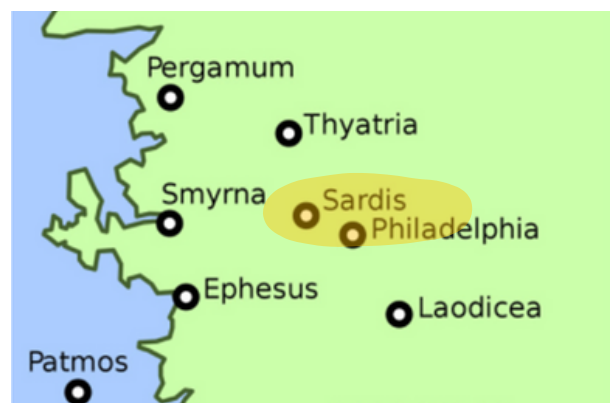 Pergamum
Thyatria
Smyrna
Sardis
Philadelphia
Ephesus
Laodicea
Patmos